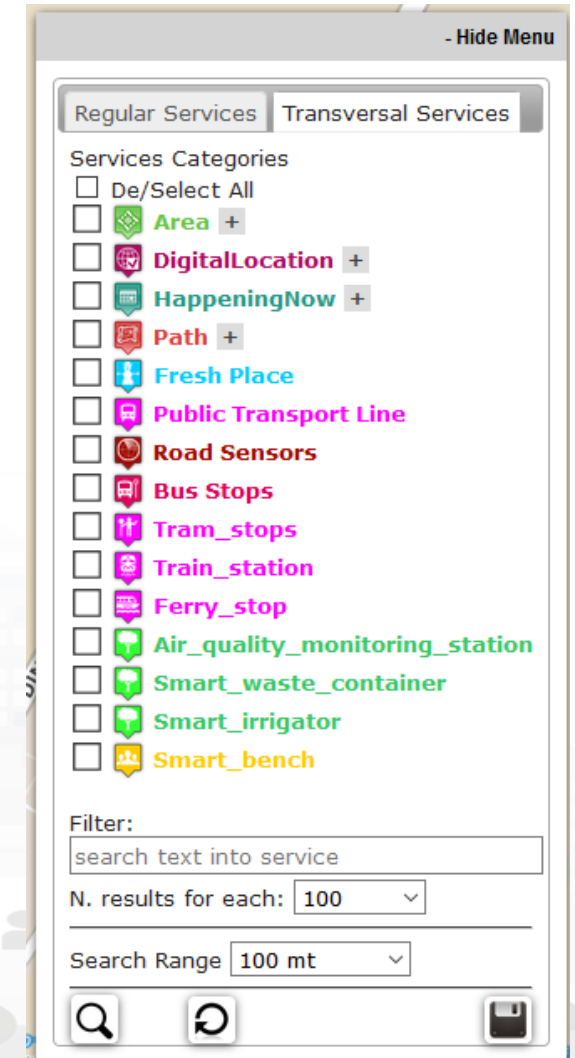 - Hide Menu
Regular Services Transversal Services
Services Categories
De/Select All
Area +
DigitalLocation +
HappeningNow +
Path +
Fresh Place
Public Transport Line
Road Sensors
Bus Stops
Tram_stops
Train_station
Ferry_stop
Air_quality_monitoring_station
Smart_waste_container
Smart_irrigator
Smart_bench
Filter:
search text into service
N. results for each: 100
Search Range 100 mt